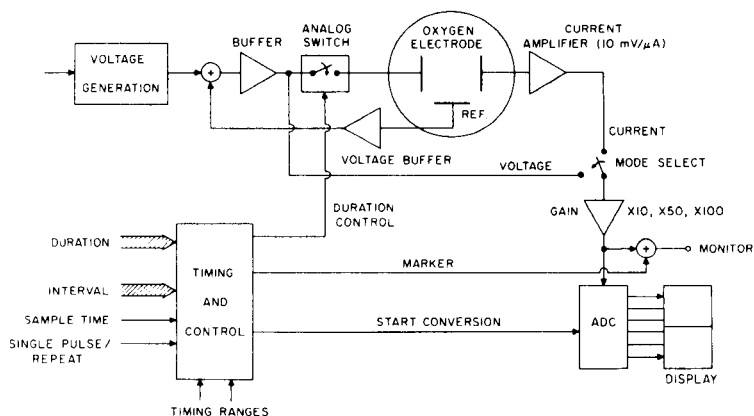 VOLTAGE
GENERATION
+
BUFFER
ANALOG
SWITCH
OXYGEN
ELECTRODE
REF.
CURRENT
AMPLIFIER (10 mV/μA)
VOLTAGE BUFFER
CURRENT
VOLTAGE
MODE SELECT
GAIN
X10, X50, X100
DURATION
CONTROL
DURATION
INTERVAL
SAMPLE TIME
SINGLE PULSE/
REPEAT
TIMING
AND
CONTROL
TIMING RANGES
MARKER
+
MONITOR
START CONVERSION
ADC
DISPLAY